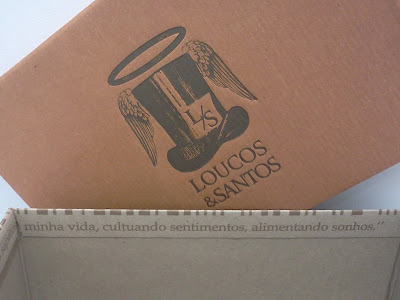 L/S
LOUCOS
&SANTOS
minha vida, cultuando sentimentos, alimentando sonhos."